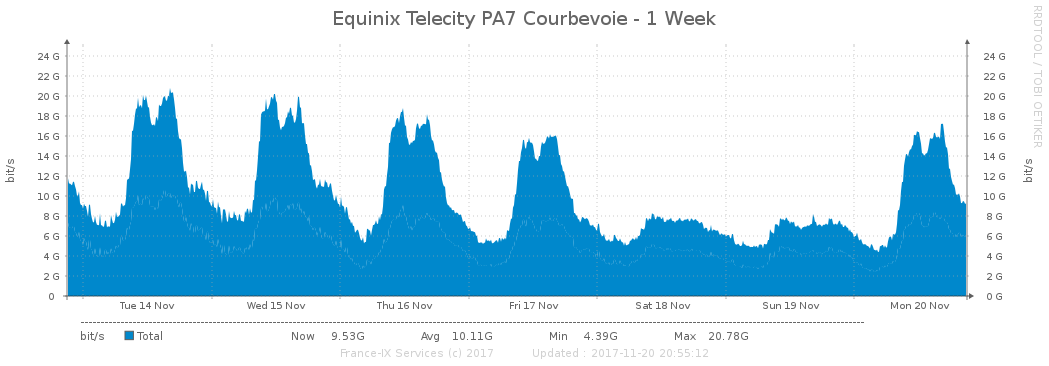 Equinix Telecity PA7 Courbevoie - 1 Week
RRDTOOL / TOBI OETIKER
24 G 24 G
22 G 22 G
20 G 20 G
18 G 18 G
16 G 16 G
14 G 14 G
12 G 12 G
10 G 10 G
8 G 8 G
6 G 6 G
4 G 4 G
2 G 2 G
0 0 G
bit/s
bit/s
Tue 14 Nov Wed 15 Nov Thu 16 Nov Fri 17 Nov Sat 18 Nov Sun 19 Nov Mon 20 Nov
bit/s Total Now 9.53G Avg 10.11G Min 4.39G Max 20.78G
France-IX Services (c) 2017 Updated : 2017-11-20 20:55:12